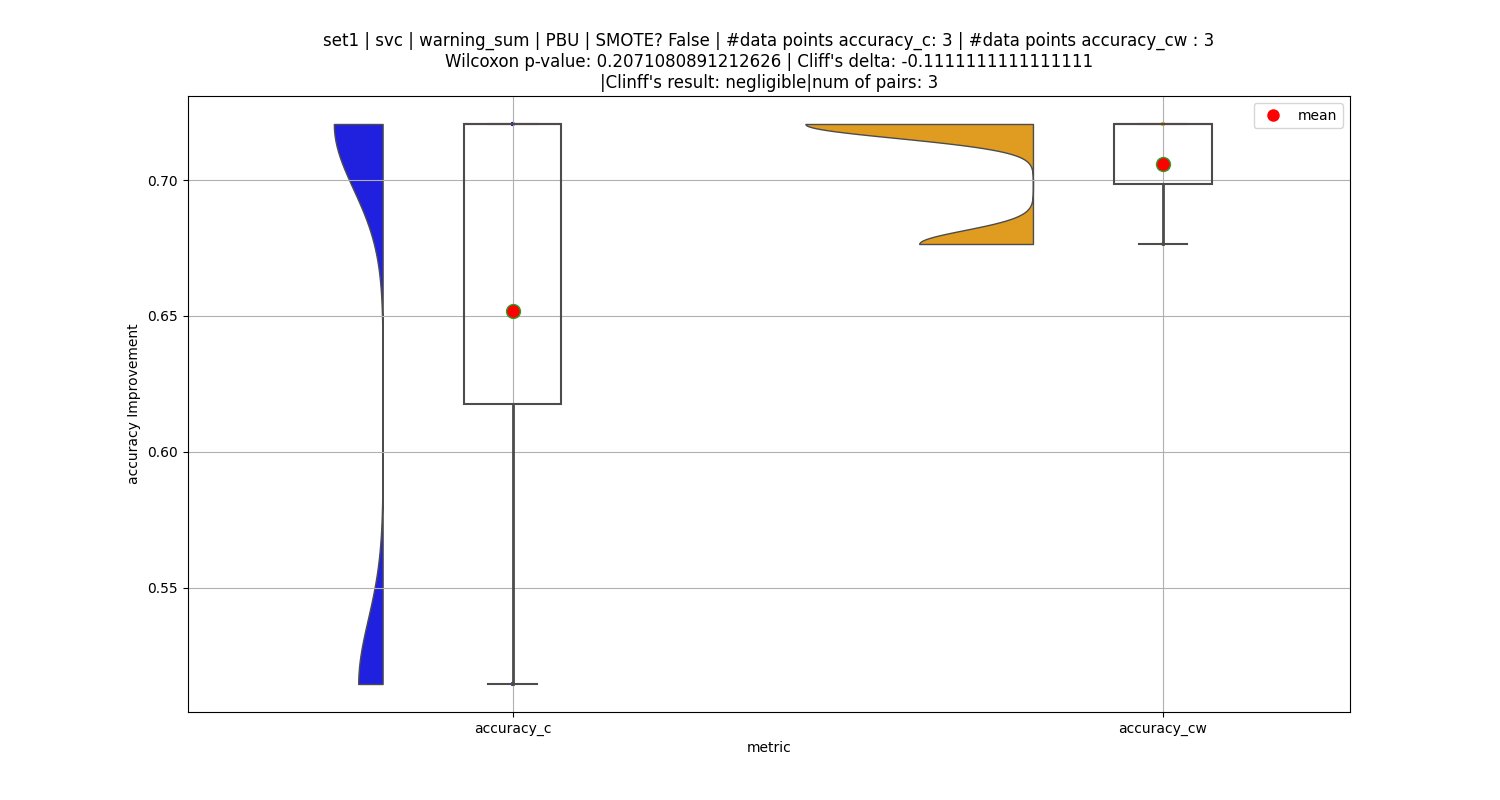 set1 | svc | warning_sum | PBU | SMOTE? False | #data points accuracy_c: 3 | #data points accuracy_cw : 3
Wilcoxon p-value: 0.2071080891212626 | Cliff's delta: -0.1111111111111111
|Clinff's result: negligible|num of pairs: 3
mean
0.70
0.65
0.60
0.55
accuracy Improvement
accuracy_c
accuracy_cw
metric